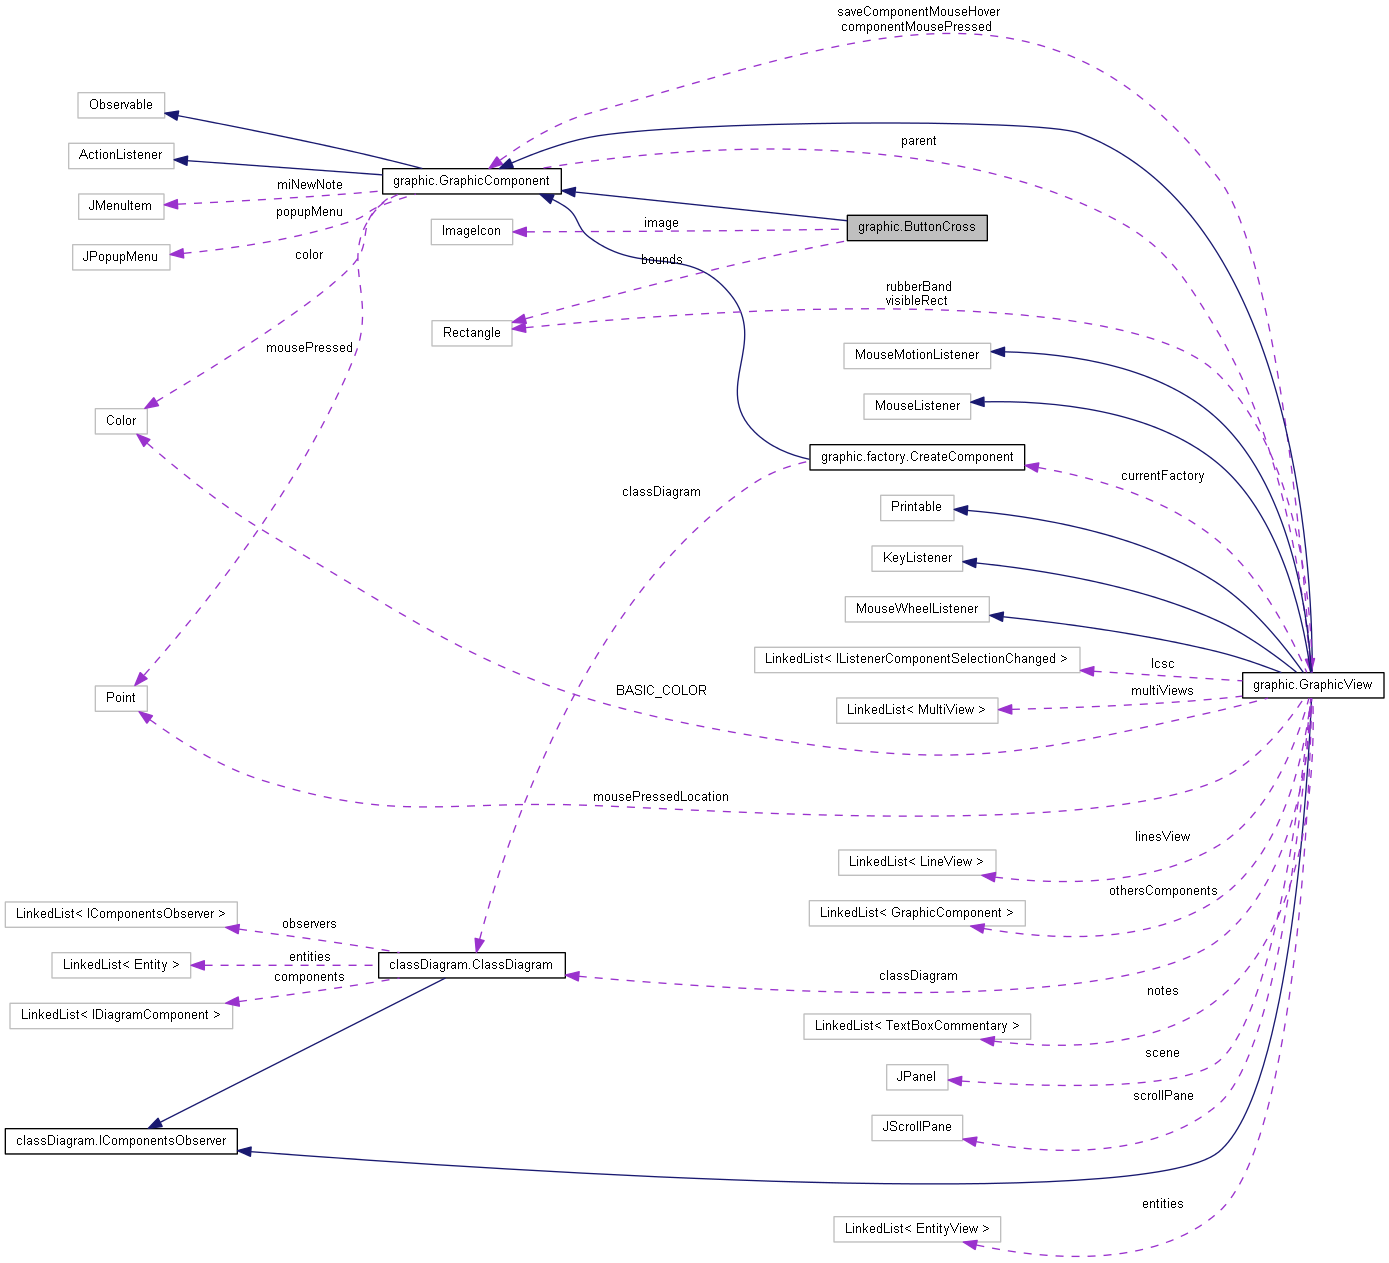 saveComponentMouseHover
componentMousePressed
Observable
parent
ActionListener
graphic.GraphicComponent
miNewNote
JMenuItem
popupMenu
image
graphic.ButtonCross
ImageIcon
color
JPopupMenu
bounds
rubberBand
visibleRect
Rectangle
mousePressed
MouseMotionListener
MouseListener
Color
graphic.factory.CreateComponent
currentFactory
classDiagram
Printable
KeyListener
MouseWheelListener
LinkedList< IListenerComponentSelectionChanged >
lcsc
graphic.GraphicView
BASIC_COLOR
multiViews
Point
LinkedList< MultiView >
mousePressedLocation
linesView
LinkedList< LineView >
othersComponents
LinkedList< IComponentsObserver >
LinkedList< GraphicComponent >
observers
entities
LinkedList< Entity >
classDiagram.ClassDiagram
components
classDiagram
notes
LinkedList< IDiagramComponent >
LinkedList< TextBoxCommentary >
scene
JPanel
scrollPane
JScrollPane
classDiagram.IComponentsObserver
entities
LinkedList< EntityView >